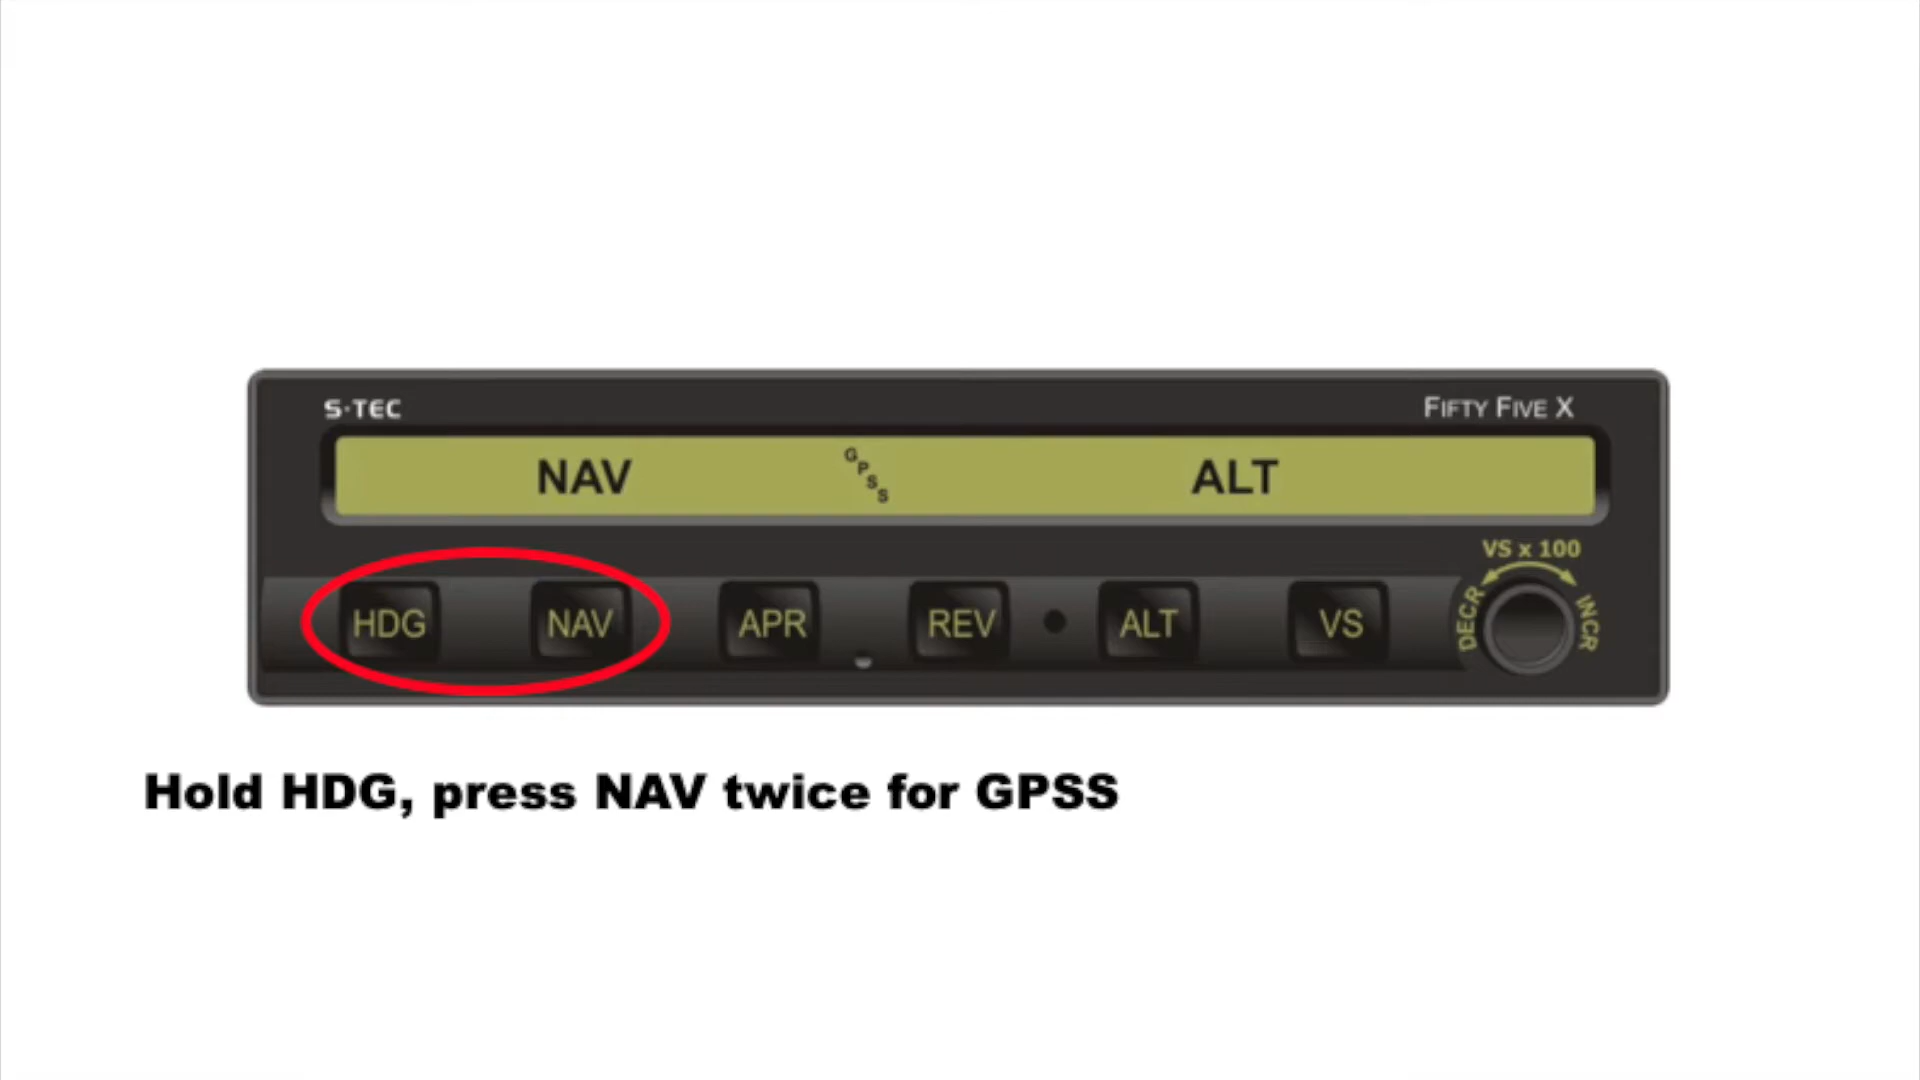 S-TEC FIFTY FIVE X
NAV GPSS ALT
VS x 100
HDG NAV APR REV ALT VS DECR INCR
Hold HDG, press NAV twice for GPSS